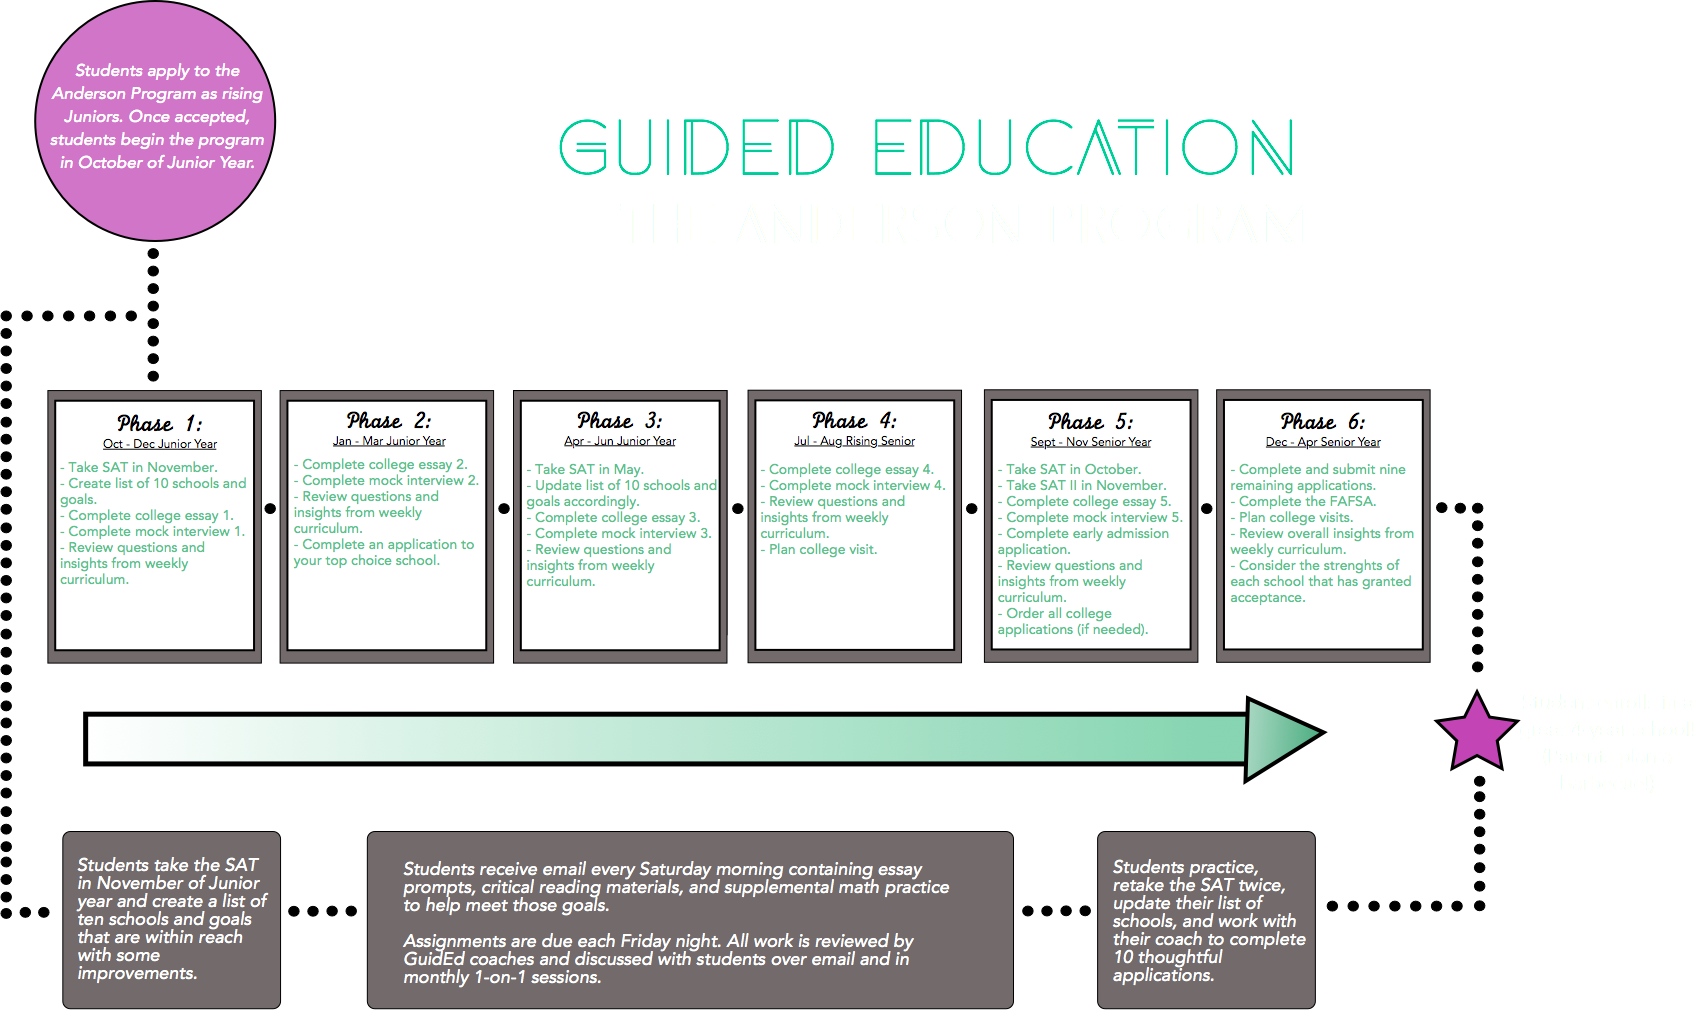 Students apply to the
Anderson Program as rising
Juniors. Once accepted,
students begin the program
in October of Junior Year.
GUIDED EDUCATION
THE ANDERSON PROGRAM
Phase 1:
Oct - Dec Junior Year
- Take SAT in November.
- Create list of 10 schools and
goals.
- Complete college essay 1.
- Complete mock interview 1.
- Review questions and
insights from weekly
curriculum.
Phase 2:
Jan - Mar Junior Year
- Complete college essay 2.
- Complete mock interview 2.
- Review questions and
insights from weekly
curriculum.
- Complete an application to
your top choice school.
Phase 3:
Apr - Jun Junior Year
- Take SAT in May.
- Update list of 10 schools and
goals accordingly.
- Complete college essay 3.
- Complete mock interview 3.
- Review questions and
insights from weekly
curriculum.
Phase 4:
Jul - Aug Rising Senior
- Complete college essay 4.
- Complete mock interview 4.
- Review questions and
insights from weekly
curriculum.
- Plan college visit.
Phase 5:
Sept - Nov Senior Year
- Take SAT in October.
- Take SAT II in November.
- Complete college essay 5.
- Complete mock interview 5.
- Complete early admission
application.
- Review questions and
insights from weekly
curriculum.
- Order all college
applications (if needed).
Phase 6:
Dec - Apr Senior Year
- Complete and submit nine
remaining applications.
- Complete the FAFSA.
- Plan college visits.
- Review overall insights from
weekly curriculum.
- Consider the strenghts of
each school that has granted
acceptance.
Students take the SAT
in November of Junior
year and create a list of
ten schools and goals
that are within reach
with some
improvements.
Students receive email every Saturday morning containing essay
prompts, critical reading materials, and supplemental math practice
to help meet those goals.
Assignments are due each Friday night. All work is reviewed by
GuidEd coaches and discussed with students over email and in
monthly 1-on-1 sessions.
Students practice,
retake the SAT twice,
update their list of
schools, and work with
their coach to complete
10 thoughtful
applications.